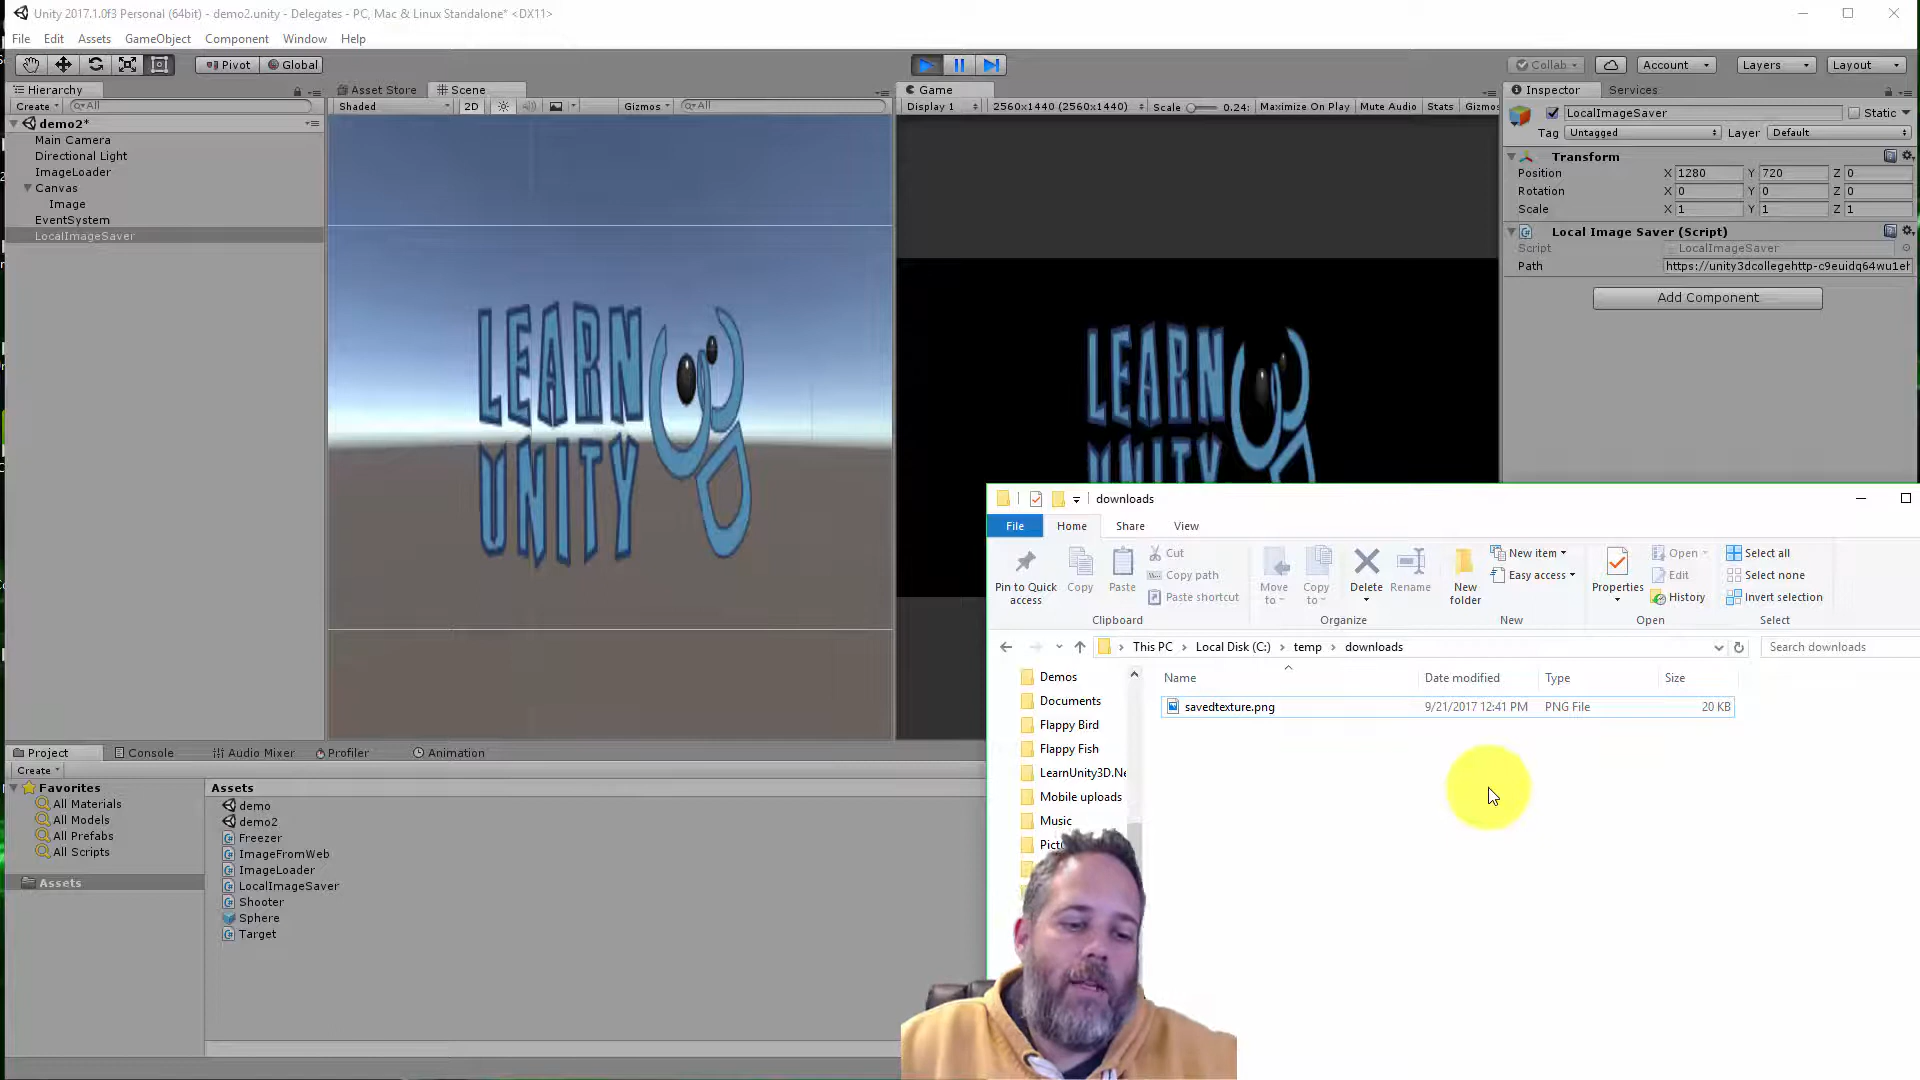 Unity 2017.1.0f3 Personal (64bit) - demo2.unity - Delegates - PC, Mac & Linux Standalone* <DX11>
File Edit Assets GameObject Component Window Help
Pivot Global Collab Account Layers Layout
Hierarchy Asset Store Scene Game Inspector Services
Create All Shaded 2D Gizmos All Display 1 2560x1440 (2560x1440) Scale 0.24: Maximize On Play Mute Audio Stats Gizmos
LocalImageSaver Static
Tag Untagged Layer Default
demo2*
Main Camera
Directional Light
ImageLoader
Canvas
Image
EventSystem
LocalImageSaver
Transform
Position X 1280 Y 720 Z 0
Rotation X 0 Y 0 Z 0
Scale X 1 Y 1 Z 1
Local Image Saver (Script)
Script LocalImageSaver
Path https://unity3dcollegehttp-c9euidq64wu1eh
Add Component
LEARN
UNITY
LEARN
UNITY
downloads
File Home Share View
Pin to Quick access
Copy
Paste
Cut
Copy path
Paste shortcut
Move to
Copy to
Delete
Rename
New folder
New item
Easy access
Properties
Open
Edit
History
Select all
Select none
Invert selection
Clipboard Organize New Open Select
This PC Local Disk (C:) temp downloads Search downloads
Name Date modified Type Size
savedtexture.png 9/21/2017 12:41 PM PNG File 20 KB
Demos
Documents
Flappy Bird
Flappy Fish
LearnUnity3D.Ne
Mobile uploads
Music
Project Console Audio Mixer Profiler Animation
Create
Favorites
All Materials
All Models
All Prefabs
All Scripts
Assets
Assets
demo
demo2
Freezer
ImageFromWeb
ImageLoader
LocalImageSaver
Shooter
Sphere
Target